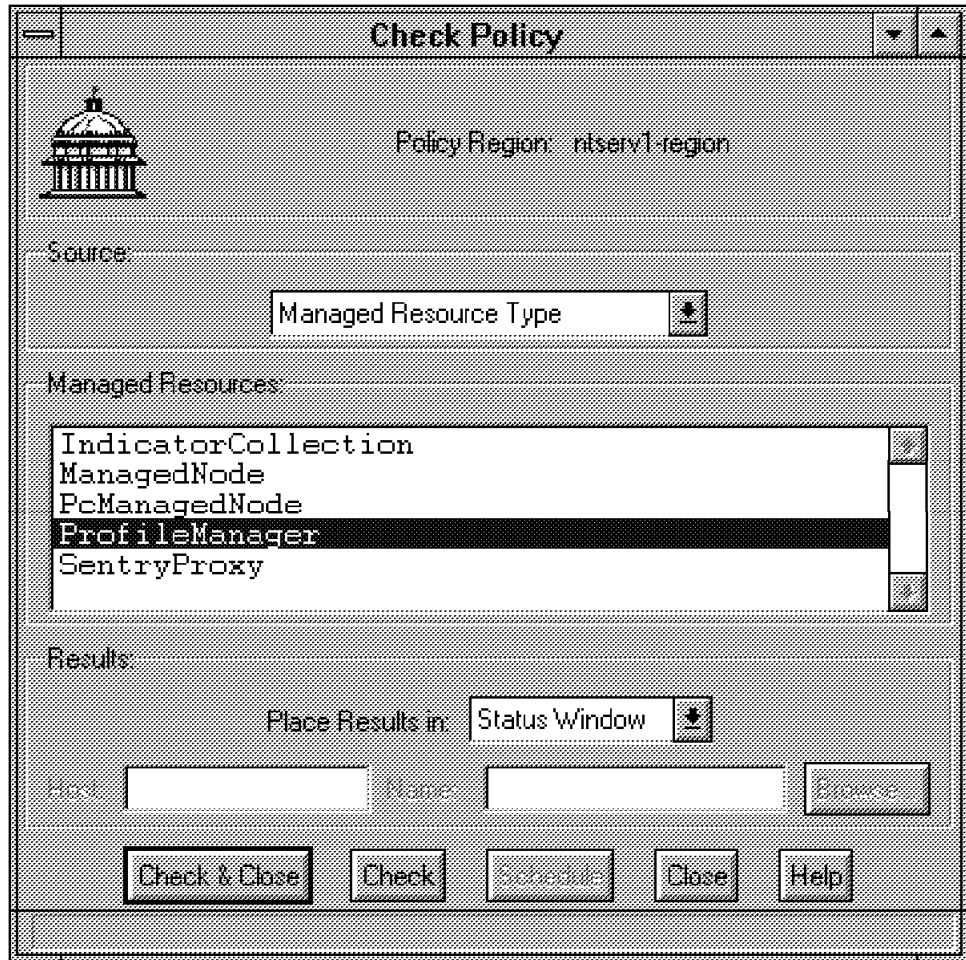 Check Policy
Policy Region: ntserv1-region
Source:
Managed Resource Type
Managed Resources:
IndicatorCollection
ManagedNode
PcManagedNode
ProfileManager
SentryProxy
Results:
Place Results in: Status Window
Host: Name: Browse...
Check & Close Check Schedule Close Help